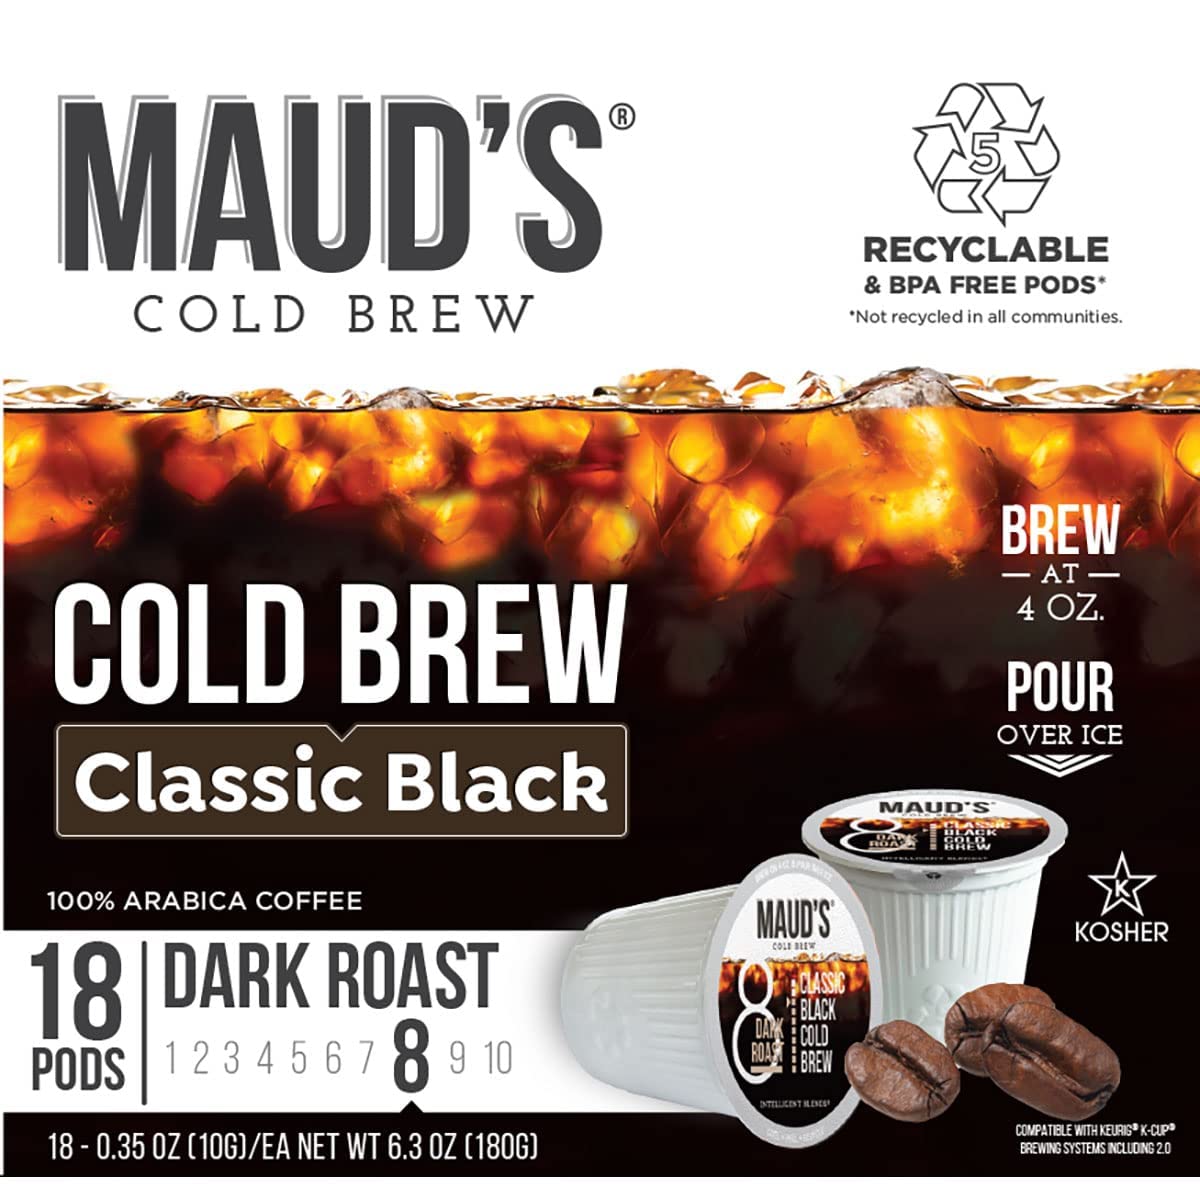 MAUD'S®
COLD BREW
5
RECYCLABLE
& BPA FREE PODS*
*Not recycled in all communities.
BREW
AT
4 OZ.
POUR
OVER ICE
COLD BREW
Classic Black
100% ARABICA COFFEE
18
PODS
DARK ROAST
1 2 3 4 5 6 7 8 9 10
18 - 0.35 OZ (10G)/EA NET WT 6.3 OZ (180G)
MAUD'S
COLD BREW
8
DARK
ROAST
CLASSIC
BLACK
COLD
BREW
INTELLIGENT BLENDS
MAUD'S
COLD BREW
8
DARK
ROAST
CLASSIC
BLACK
COLD
BREW
INTELLIGENT BLENDS
K
KOSHER
COMPATIBLE WITH KEURIG® K-CUP®
BREWING SYSTEMS INCLUDING 2.0